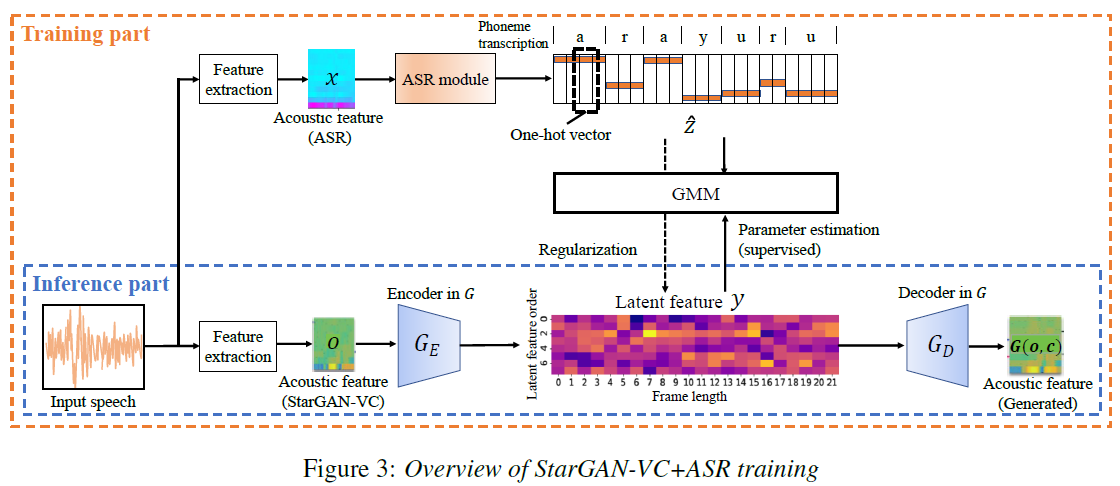 Training part
Phoneme
transcription
a r a y u r u
Feature
extraction
x
Acoustic feature
(ASR)
ASR module
One-hot vector
ẑ
GMM
Regularization
Parameter estimation
(supervised)
Inference part
Input speech
Feature
extraction
o
Acoustic feature
(StarGAN-VC)
Encoder in G
G_E
Latent feature y
Latent feature order
0
2
4
6
0 1 2 3 4 5 6 7 8 9 10 11 12 13 14 15 16 17 18 19 20 21
Frame length
Decoder in G
G_D
G(o, c)
Acoustic feature
(Generated)
Figure 3: Overview of StarGAN-VC+ASR training